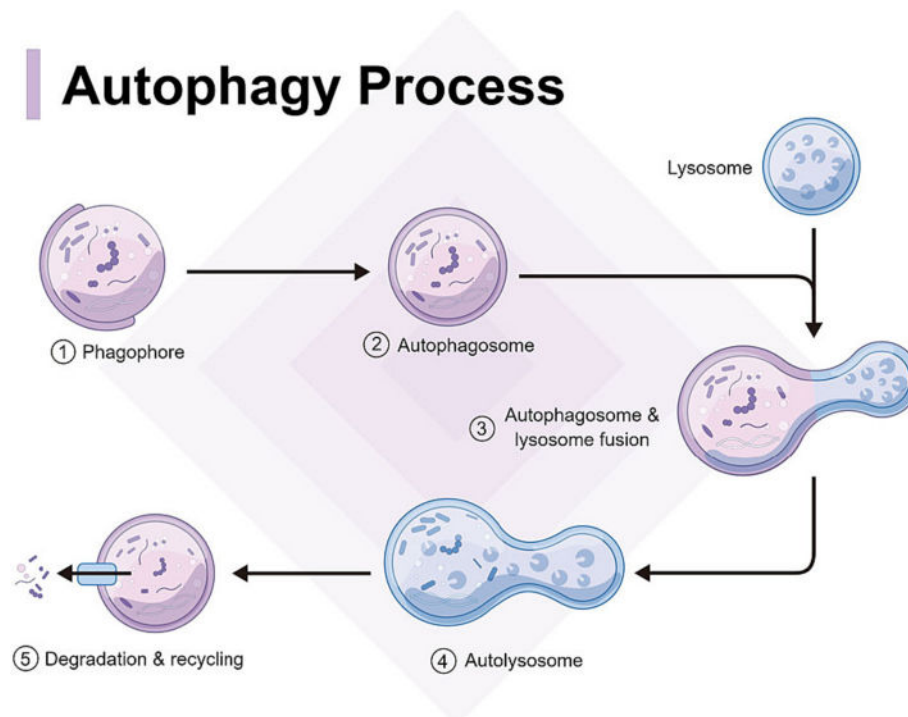 Autophagy Process
Lysosome
① Phagophore
② Autophagosome
③ Autophagosome &
lysosome fusion
⑤ Degradation & recycling
④ Autolysosome